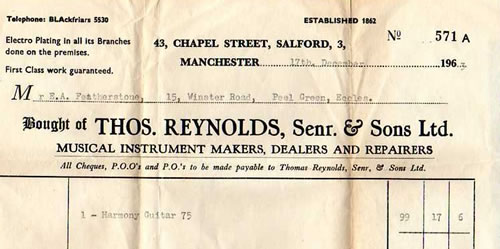 Telephone: BLAckfriars 5530
ESTABLISHED 1862
Electro Plating in all its Branches
done on the premises.
First Class work guaranteed.
43, CHAPEL STREET, SALFORD, 3,
Nº 571 A
MANCHESTER 17th. December 196
Mr E.A. Featherstone, 15, Winster Road, Peel Green, Eccles.
Bought of THOS. REYNOLDS, Senr. & Sons Ltd.
MUSICAL INSTRUMENT MAKERS, DEALERS AND REPAIRERS
All Cheques, P.O.O's and P.O.'s to be made payable to Thomas Reynolds, Senr, & Sons Ltd.
1 - Harmony Guitar 75 99 17 6